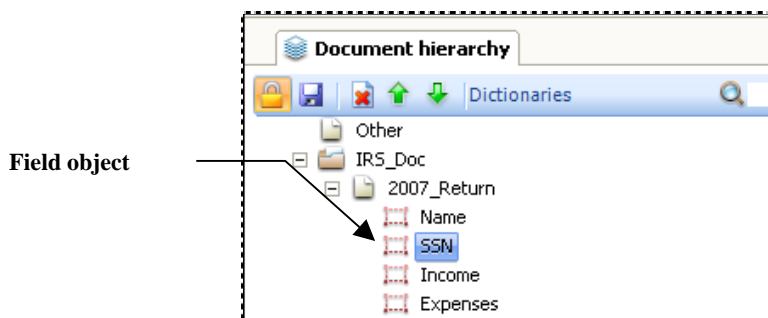 Document hierarchy
Dictionaries
Other
IRS_Doc
Field object
2007_Return
Name
SSN
Income
Expenses